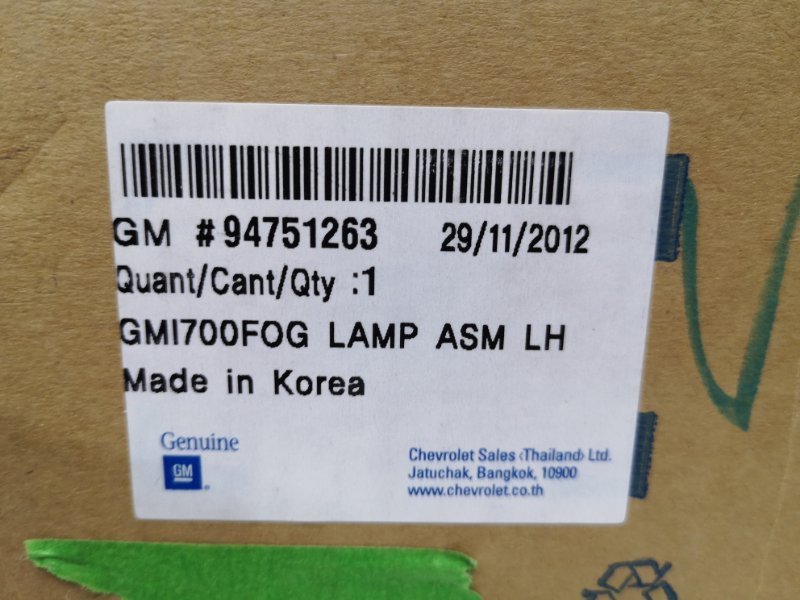 GM #94751263 29/11/2012
Quant/Cant/Qty :1
GMI700FOG LAMP ASM LH
Made in Korea
Genuine
GM
Chevrolet Sales (Thailand) Ltd.
Jatuchak, Bangkok, 10900
www.chevrolet.co.th